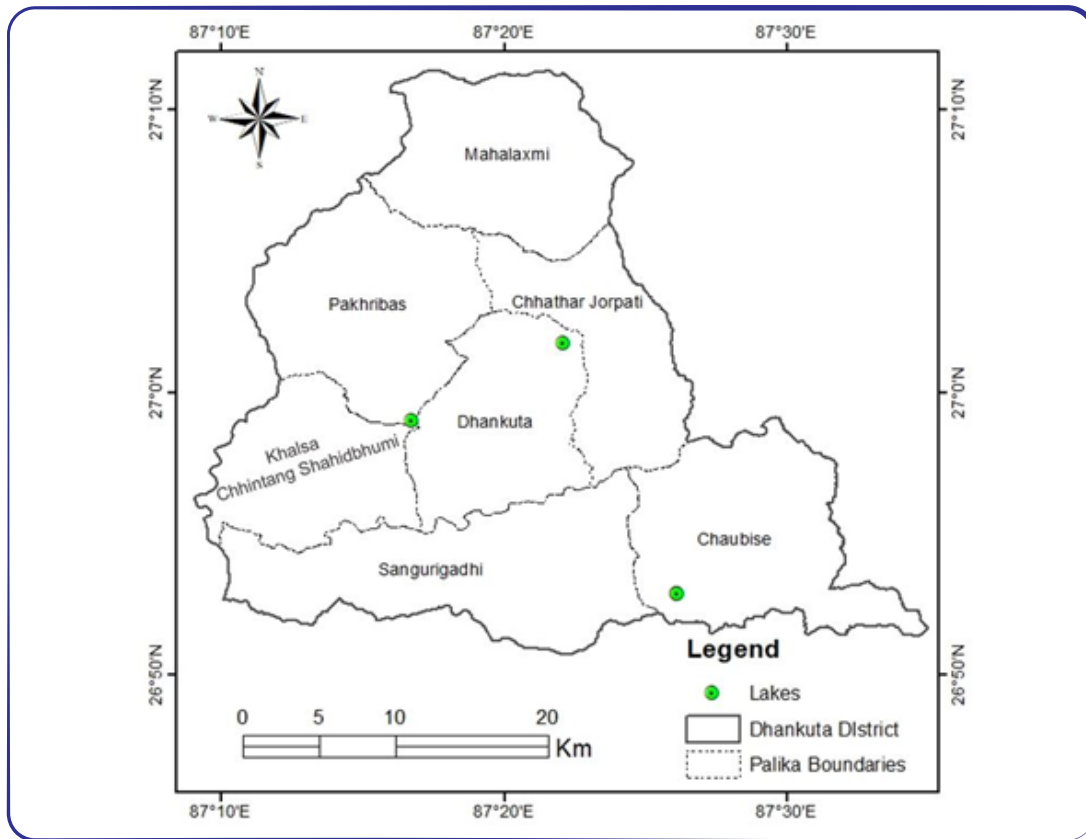 87°10'E 87°20'E 87°30'E
27°10'N 27°10'N
N
W E
S
Mahalaxmi
Pakhribas
Chhathar Jorpati
27°0'N 27°0'N
Dhankuta
Khalsa
Chhintang Shahidbhumi
Chaubise
Sangurigadhi
26°50'N 26°50'N
Legend
Lakes
Dhankuta DIstrict
Palika Boundaries
0 5 10 20
Km
87°10'E 87°20'E 87°30'E